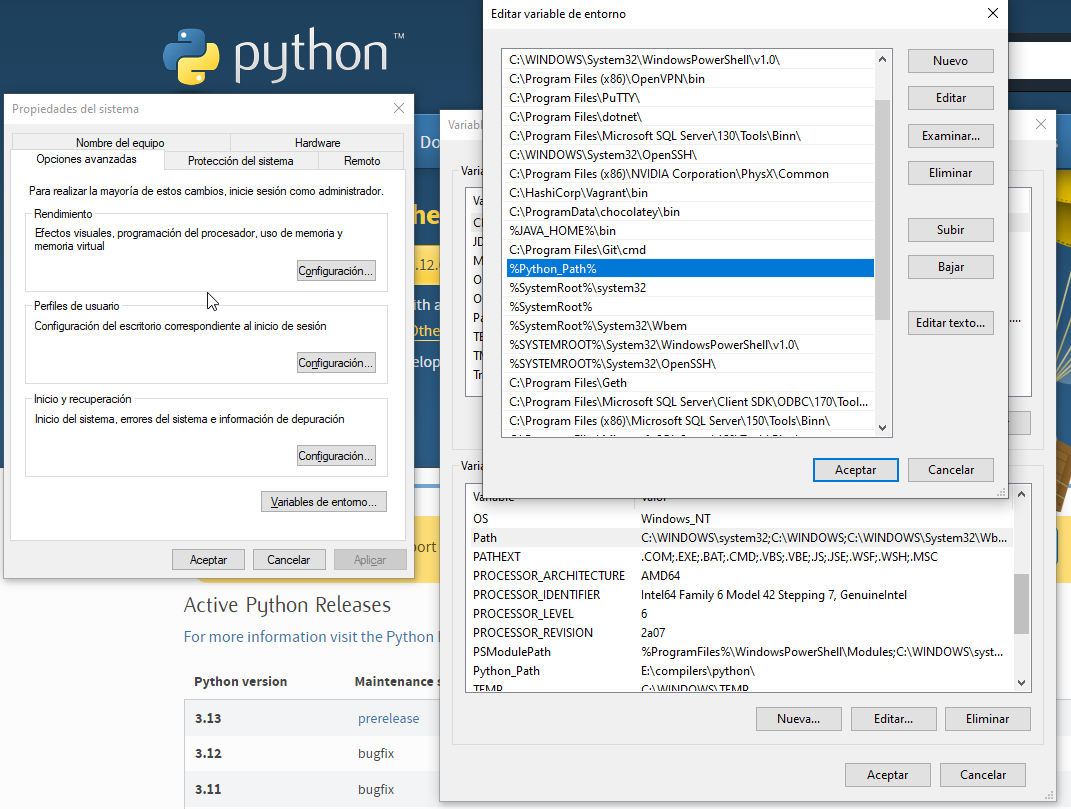 python™
Propiedades del sistema
Nombre del equipo
Hardware
Opciones avanzadas
Protección del sistema
Remoto
Para realizar la mayoría de estos cambios, inicie sesión como administrador.
Rendimiento
Efectos visuales, programación del procesador, uso de memoria y
memoria virtual
Configuración...
Perfiles de usuario
Configuración del escritorio correspondiente al inicio de sesión
Configuración...
Inicio y recuperación
Inicio del sistema, errores del sistema e información de depuración
Configuración...
Variables de entorno...
Aceptar
Cancelar
Aplicar
Editar variable de entorno
C:\WINDOWS\System32\WindowsPowerShell\v1.0\
C:\Program Files (x86)\OpenVPN\bin
C:\Program Files\PuTTY\
C:\Program Files\dotnet\
C:\Program Files\Microsoft SQL Server\130\Tools\Binn\
C:\WINDOWS\System32\OpenSSH\
C:\Program Files (x86)\NVIDIA Corporation\PhysX\Common
C:\HashiCorp\Vagrant\bin
C:\ProgramData\chocolatey\bin
%JAVA_HOME%\bin
C:\Program Files\Git\cmd
%Python_Path%
%SystemRoot%\system32
%SystemRoot%
%SystemRoot%\System32\Wbem
%SYSTEMROOT%\System32\WindowsPowerShell\v1.0\
%SYSTEMROOT%\System32\OpenSSH\
C:\Program Files\Geth
C:\Program Files\Microsoft SQL Server\Client SDK\ODBC\170\Tool...
C:\Program Files (x86)\Microsoft SQL Server\150\Tools\Binn\
Nuevo
Editar
Examinar...
Eliminar
Subir
Bajar
Editar texto...
Aceptar
Cancelar
Variable Valor
OS Windows_NT
Path C:\WINDOWS\system32;C:\WINDOWS;C:\WINDOWS\System32\Wb...
PATHEXT .COM;.EXE;.BAT;.CMD;.VBS;.VBE;.JS;.JSE;.WSF;.WSH;.MSC
PROCESSOR_ARCHITECTURE AMD64
PROCESSOR_IDENTIFIER Intel64 Family 6 Model 42 Stepping 7, GenuineIntel
PROCESSOR_LEVEL 6
PROCESSOR_REVISION 2a07
PSModulePath %ProgramFiles%\WindowsPowerShell\Modules;C:\WINDOWS\syst...
Python_Path E:\compilers\python\
TEMP C:\WINDOWS\TEMP
Nueva...
Editar...
Eliminar
Aceptar
Cancelar
Active Python Releases
For more information visit the Python
Python version Maintenance s
3.13 prerelease
3.12 bugfix
3.11 bugfix